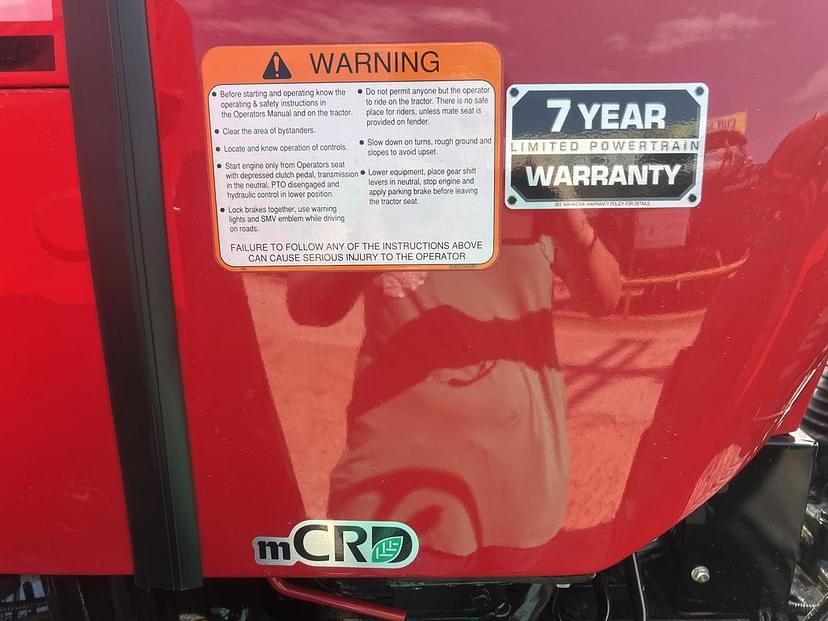 WARNING
Before starting and operating know the
operating & safety instructions in
the Operators Manual and on the tractor.
Clear the area of bystanders.
Locate and know operation of controls.
Start engine only from Operators seat
with depressed clutch pedal, transmission
in the neutral, PTO disengaged and
hydraulic control in lower position.
Lock brakes together, use warning
lights and SMV emblem while driving
on roads.
Do not permit anyone but the operator
to ride on the tractor. There is no safe
place for riders, unless mate seat is
provided on fender.
Slow down on turns, rough ground and
slopes to avoid upset.
Lower equipment, place gear shift
levers in neutral, stop engine and
apply parking brake before leaving
the tractor seat.
FAILURE TO FOLLOW ANY OF THE INSTRUCTIONS ABOVE
CAN CAUSE SERIOUS INJURY TO THE OPERATOR
7 YEAR
LIMITED POWERTRAIN
WARRANTY
SEE MAHINDRA WARRANTY POLICY FOR DETAILS
mCRD